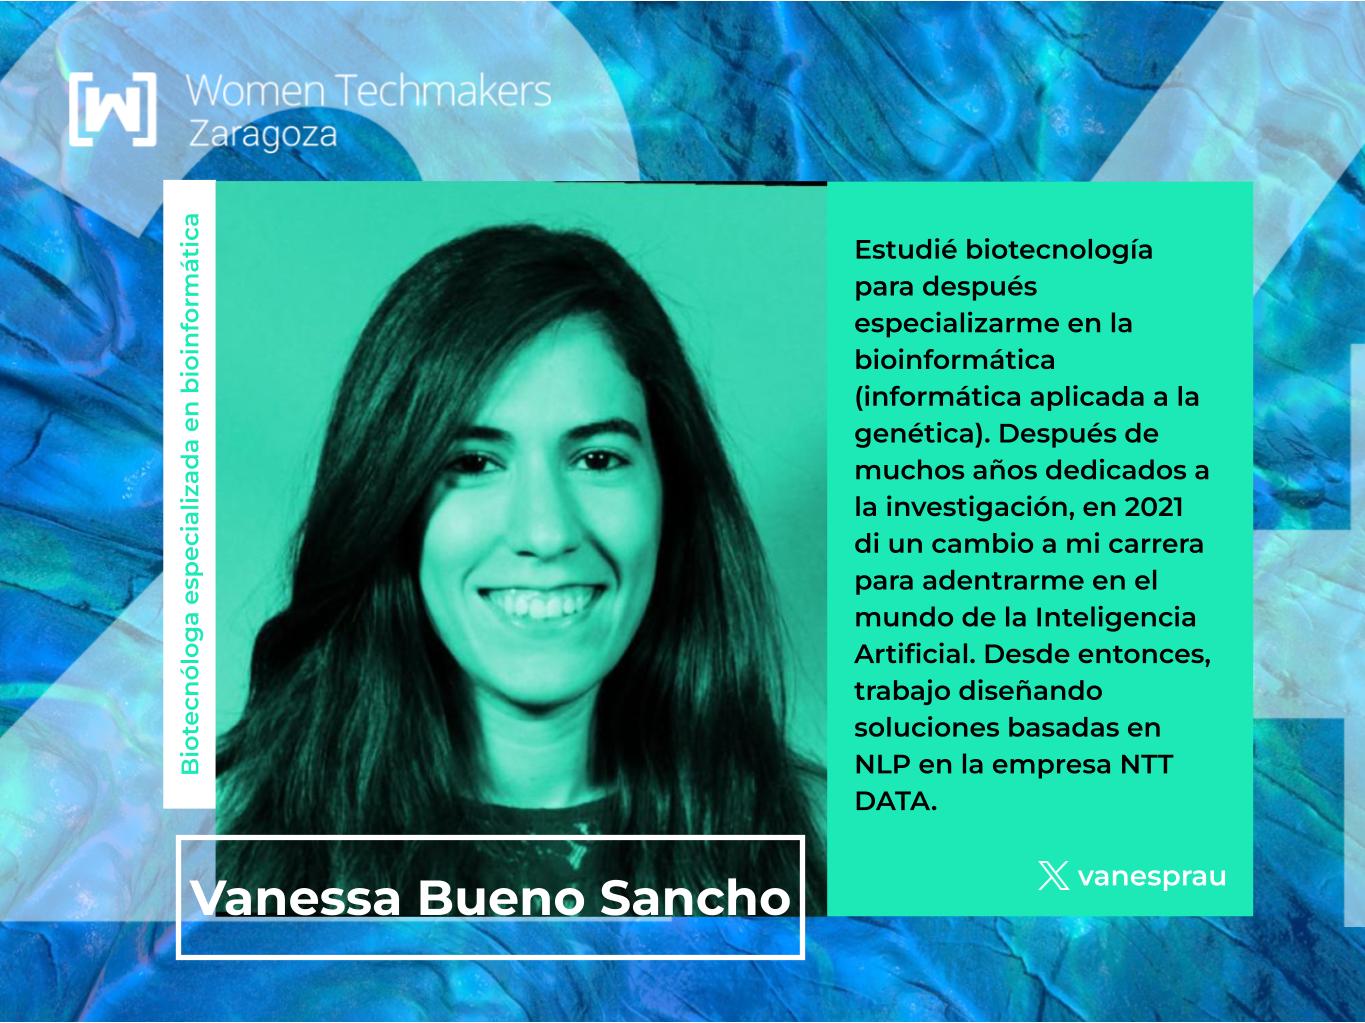 [W] Women Techmakers
Zaragoza
Biotecnóloga especializada en bioinformática
Estudié biotecnología
para después
especializarme en la
bioinformática
(informática aplicada a la
genética). Después de
muchos años dedicados a
la investigación, en 2021
di un cambio a mi carrera
para adentrarme en el
mundo de la Inteligencia
Artificial. Desde entonces,
trabajo diseñando
soluciones basadas en
NLP en la empresa NTT
DATA.
X vanesprau
Vanessa Bueno Sancho